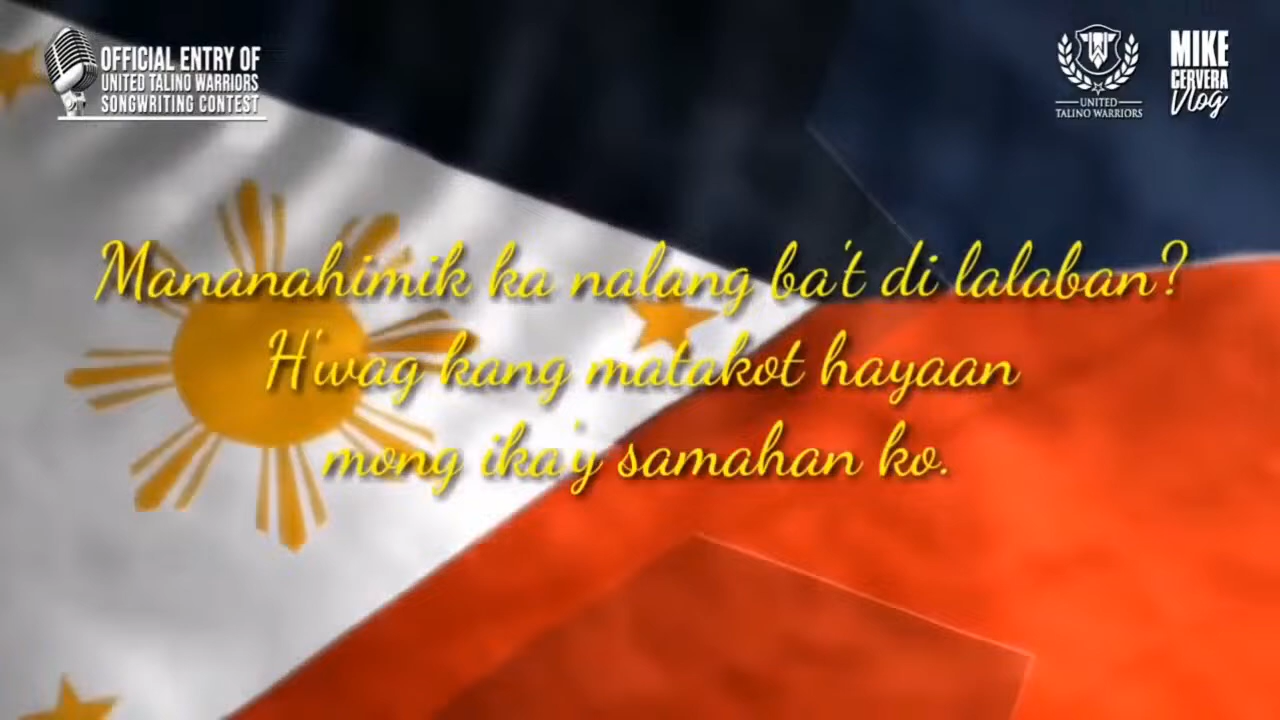 OFFICIAL ENTRY OF
UNITED TALINO WARRIORS
SONGWRITING CONTEST
UNITED
TALINO WARRIORS
MIKE
CERVERA
Vlog
Mananahimik ka nalang ba't di lalaban?
H'wag kang matakot hayaan
mong ika'y samahan ko.